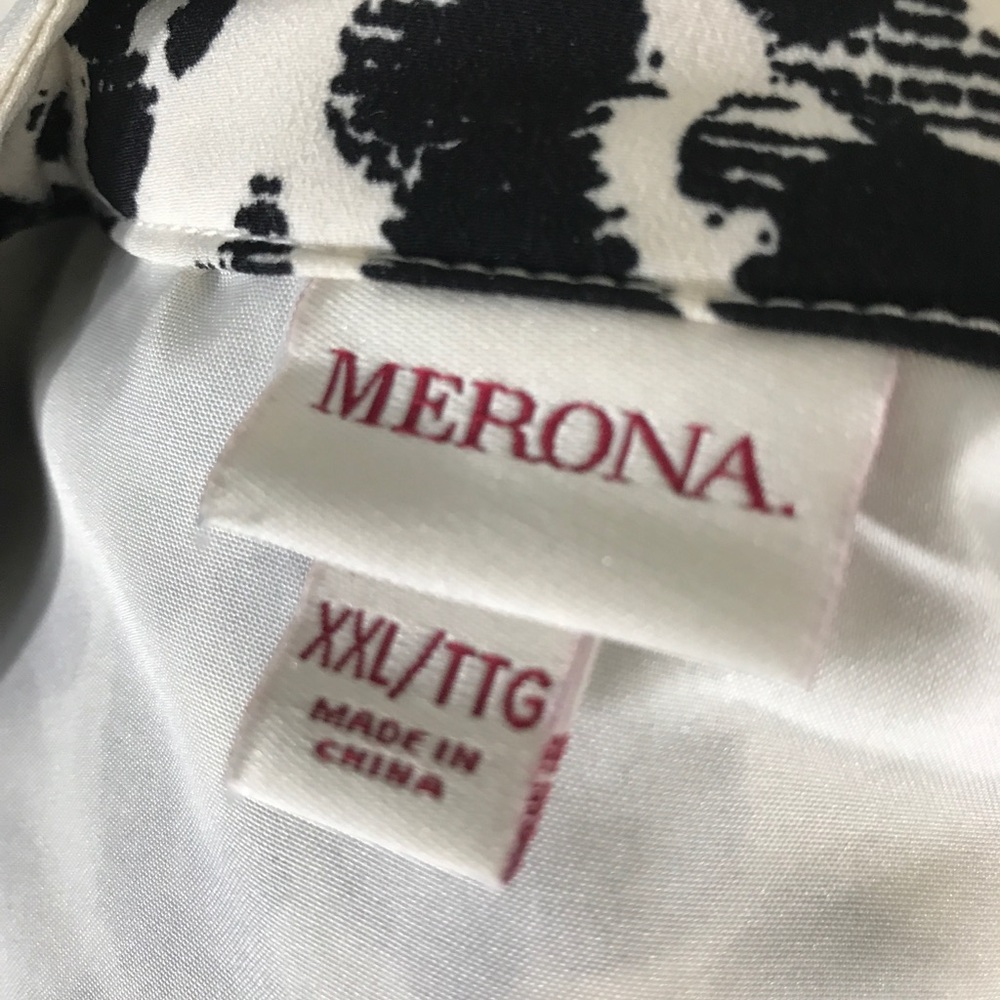 MERONA.
XXL/TTG
MADE IN
CHINA